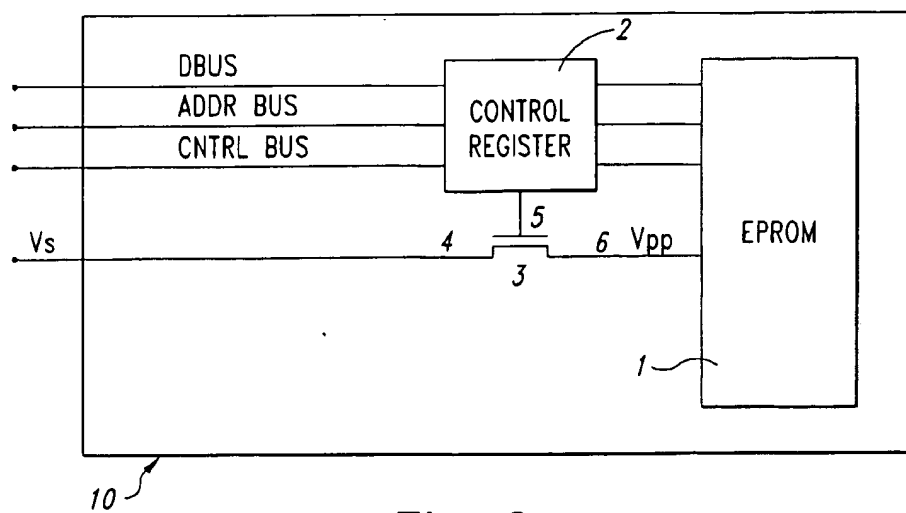 2
DBUS
ADDR BUS
CNTRL BUS
CONTROL
REGISTER
5
Vs
4
6
Vpp
EPROM
3
1
10